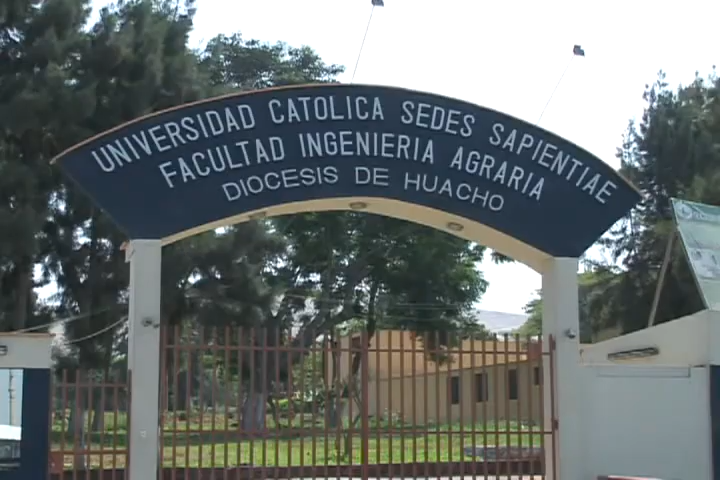 UNIVERSIDAD CATOLICA SEDES SAPIENTIAE
FACULTAD INGENIERIA AGRARIA
DIOCESIS DE HUACHO